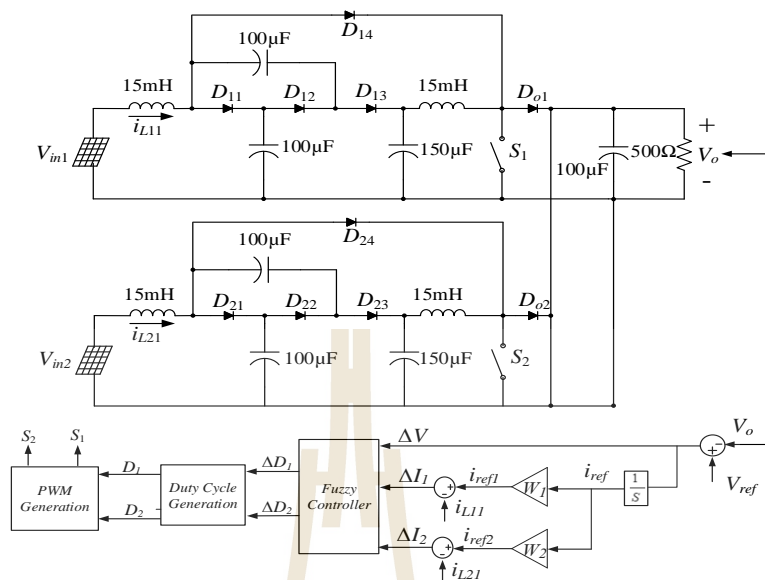 D14
100µF
15mH
D11
D12
D13
15mH
Do1
iL11
100µF
150µF
S1
100µF
500Ω
+
Vo
-
Vin1
D24
100µF
15mH
D21
D22
D23
15mH
Do2
iL21
100µF
150µF
S2
Vin2
S2
S1
ΔV
Vo
D1
ΔD1
ΔI1
iref1
iref
1/S
Vref
PWM Generation
Duty Cycle Generation
Fuzzy Controller
iL11
W1
D2
ΔD2
ΔI2
iref2
W2
iL21